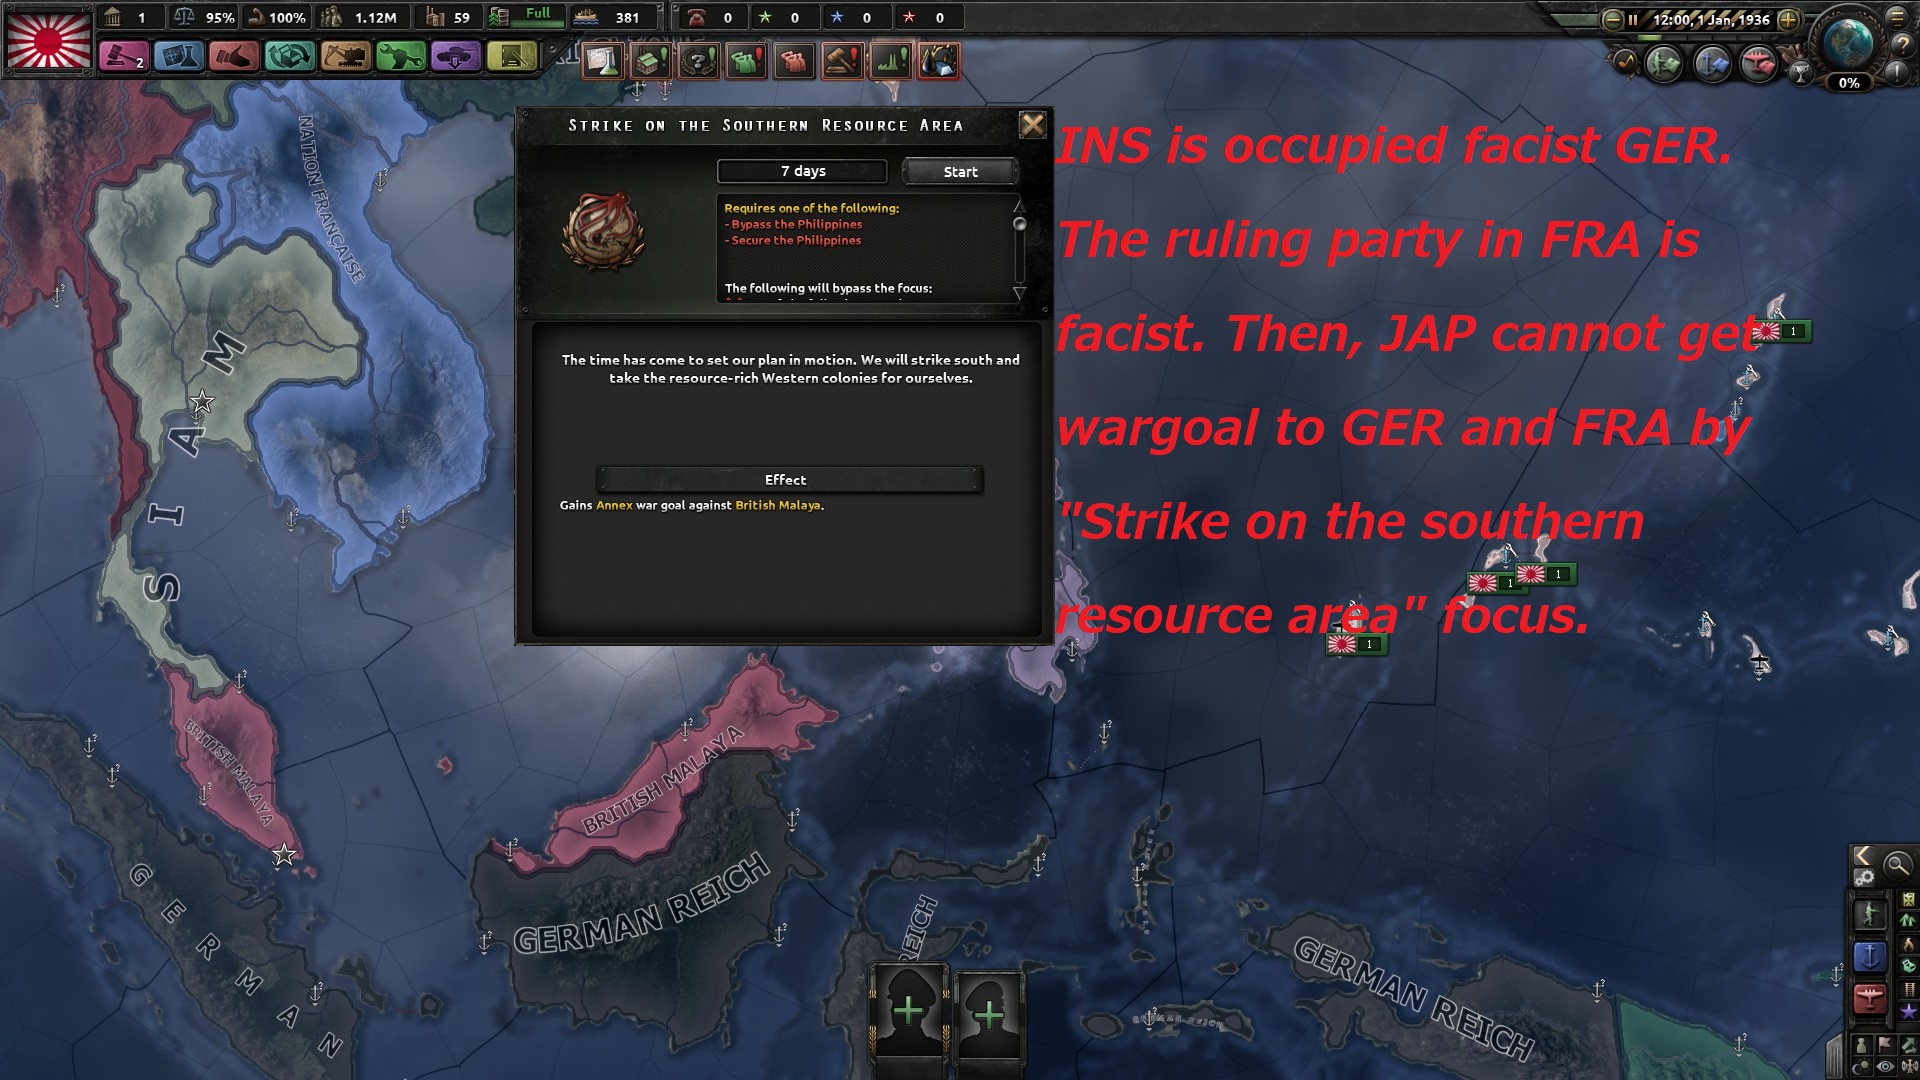 1
95%
100%
1.12M
59
Full
381
0
0
0
0
12:00, 1 Jan, 1936
2
0%
NATION FRANÇAISE
STRIKE ON THE SOUTHERN RESOURCE AREA
7 days
Start
Requires one of the following:
- Bypass the Philippines
- Secure the Philippines
The following will bypass the focus:
The time has come to set our plan in motion. We will strike south and
take the resource-rich Western colonies for ourselves.
Effect
Gains Annex war goal against British Malaya.
INS is occupied facist GER.
The ruling party in FRA is
facist. Then, JAP cannot get
wargoal to GER and FRA by
"Strike on the southern
resource area" focus.
1
1
1
1
SIAM
BRITISH MALAYA
BRITISH MALAYA
GERMAN
GERMAN REICH
REICH
GERMAN REICH
GERMAN REICH